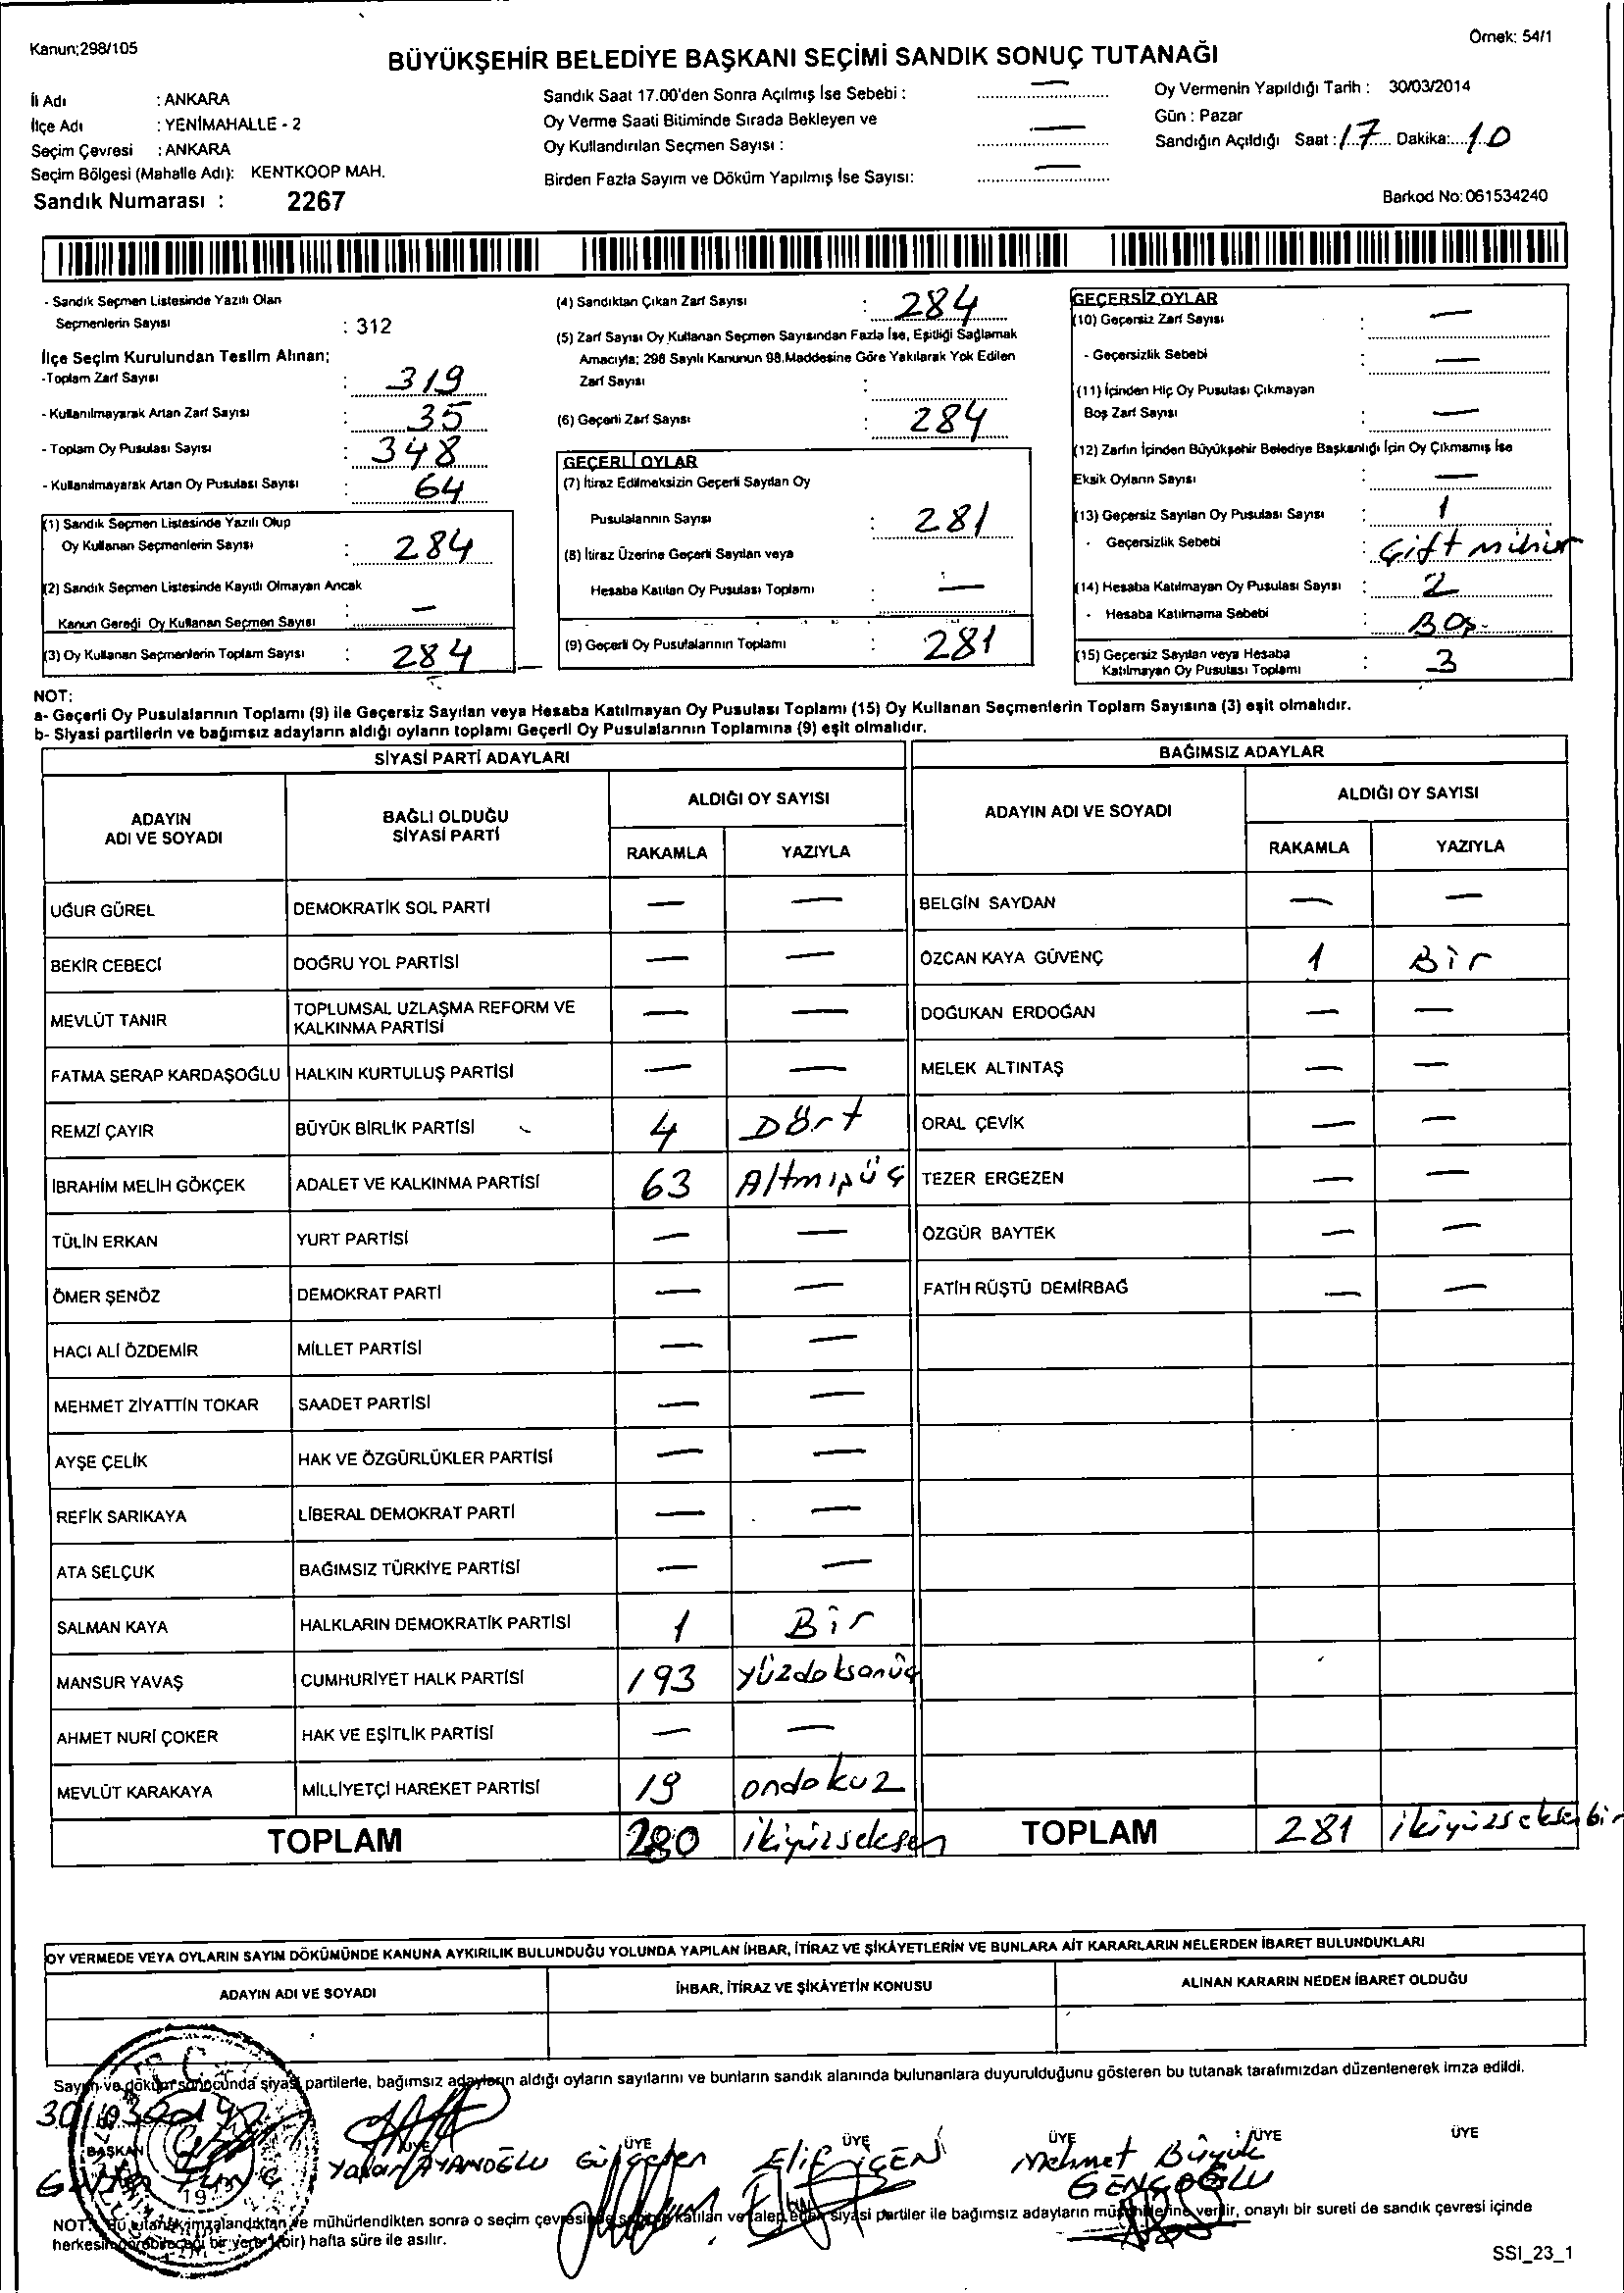 Kanun;298/105
Örnek: 54/1
BÜYÜKŞEHİR BELEDİYE BAŞKANI SEÇİMİ SANDIK SONUÇ TUTANAĞI
İl Adı : ANKARA
İlçe Adı : YENİMAHALLE - 2
Seçim Çevresi : ANKARA
Seçim Bölgesi (Mahalle Adı): KENTKOOP MAH.
Sandık Numarası : 2267
Sandık Saat 17.00'den Sonra Açılmış İse Sebebi : —
Oy Verme Saati Bitiminde Sırada Bekleyen ve
Oy Kullandırılan Seçmen Sayısı : —
Birden Fazla Sayım ve Döküm Yapılmış İse Sayısı: —
Oy Vermenin Yapıldığı Tarih : 30/03/2014
Gün : Pazar
Sandığın Açıldığı Saat : 17 Dakika: 10
Barkod No: 061534240
- Sandık Seçmen Listesinde Yazılı Olan
Seçmenlerin Sayısı : 312
İlçe Seçim Kurulundan Teslim Alınan;
-Toplam Zarf Sayısı : 319
- Kullanılmayarak Artan Zarf Sayısı : 35
- Toplam Oy Pusulası Sayısı : 348
- Kullanılmayarak Artan Oy Pusulası Sayısı : 64
(1) Sandık Seçmen Listesinde Yazılı Olup
Oy Kullanan Seçmenlerin Sayısı : 284
(2) Sandık Seçmen Listesinde Kayıtlı Olmayan Ancak
Kanun Gereği Oy Kullanan Seçmen Sayısı : —
(3) Oy Kullanan Seçmenlerin Toplam Sayısı : 284
(4) Sandıktan Çıkan Zarf Sayısı : 284
(5) Zarf Sayısı Oy Kullanan Seçmen Sayısından Fazla İse, Eşitliği Sağlamak
Amacıyla; 298 Sayılı Kanunun 98.Maddesine Göre Yakılarak Yok Edilen
Zarf Sayısı :
(6) Geçerli Zarf Sayısı : 284
GEÇERLİ OYLAR
(7) İtiraz Edilmeksizin Geçerli Sayılan Oy
Pusulalarının Sayısı : 281
(8) İtiraz Üzerine Geçerli Sayılan veya
Hesaba Katılan Oy Pusulası Toplamı : —
(9) Geçerli Oy Pusulalarının Toplamı : 281
GEÇERSİZ OYLAR
(10) Geçersiz Zarf Sayısı : —
- Geçersizlik Sebebi : —
(11) İçinden Hiç Oy Pusulası Çıkmayan
Boş Zarf Sayısı : —
(12) Zarfın İçinden Büyükşehir Belediye Başkanlığı İçin Oy Çıkmamış İse
Eksik Oyların Sayısı : —
(13) Geçersiz Sayılan Oy Pusulası Sayısı : 1
- Geçersizlik Sebebi : Çift mühür
(14) Hesaba Katılmayan Oy Pusulası Sayısı : 2
- Hesaba Katılmama Sebebi : Boş.
(15) Geçersiz Sayılan veya Hesaba
Katılmayan Oy Pusulası Toplamı : 3
NOT:
a- Geçerli Oy Pusulalarının Toplamı (9) ile Geçersiz Sayılan veya Hesaba Katılmayan Oy Pusulası Toplamı (15) Oy Kullanan Seçmenlerin Toplam Sayısına (3) eşit olmalıdır.
b- Siyasi partilerin ve bağımsız adayların aldığı oyların toplamı Geçerli Oy Pusulalarının Toplamına (9) eşit olmalıdır.
SİYASİ PARTİ ADAYLARI
ADAYIN ADI VE SOYADI
BAĞLI OLDUĞU SİYASİ PARTİ
ALDIĞI OY SAYISI
RAKAMLA YAZIYLA
UĞUR GÜREL DEMOKRATİK SOL PARTİ — —
BEKİR CEBECİ DOĞRU YOL PARTİSİ — —
MEVLÜT TANIR TOPLUMSAL UZLAŞMA REFORM VE KALKINMA PARTİSİ — —
FATMA SERAP KARDAŞOĞLU HALKIN KURTULUŞ PARTİSİ — —
REMZİ ÇAYIR BÜYÜK BİRLİK PARTİSİ 4 Dört
İBRAHİM MELİH GÖKÇEK ADALET VE KALKINMA PARTİSİ 63 Altmışüç
TÜLİN ERKAN YURT PARTİSİ — —
ÖMER ŞENÖZ DEMOKRAT PARTİ — —
HACI ALİ ÖZDEMİR MİLLET PARTİSİ — —
MEHMET ZİYATTİN TOKAR SAADET PARTİSİ — —
AYŞE ÇELİK HAK VE ÖZGÜRLÜKLER PARTİSİ — —
REFİK SARIKAYA LİBERAL DEMOKRAT PARTİ — —
ATA SELÇUK BAĞIMSIZ TÜRKİYE PARTİSİ — —
SALMAN KAYA HALKLARIN DEMOKRATİK PARTİSİ 1 Bir
MANSUR YAVAŞ CUMHURİYET HALK PARTİSİ 193 yüzdoksanüç
AHMET NURİ ÇOKER HAK VE EŞİTLİK PARTİSİ — —
MEVLÜT KARAKAYA MİLLİYETÇİ HAREKET PARTİSİ 19 ondokuz
TOPLAM 280 ikiyüzseksen
BAĞIMSIZ ADAYLAR
ADAYIN ADI VE SOYADI
ALDIĞI OY SAYISI
RAKAMLA YAZIYLA
BELGİN SAYDAN — —
ÖZCAN KAYA GÜVENÇ 1 Bir
DOĞUKAN ERDOĞAN — —
MELEK ALTINTAŞ — —
ORAL ÇEVİK — —
TEZER ERGEZEN — —
ÖZGÜR BAYTEK — —
FATİH RÜŞTÜ DEMİRBAĞ — —
TOPLAM 281 ikiyüzseksenbir
OY VERMEDE VEYA OYLARIN SAYIM DÖKÜMÜNDE KANUNA AYKIRILIK BULUNDUĞU YOLUNDA YAPILAN İHBAR, İTİRAZ VE ŞİKÂYETLERİN VE BUNLARA AİT KARARLARIN NELERDEN İBARET BULUNDUKLARI
ADAYIN ADI VE SOYADI
İHBAR, İTİRAZ VE ŞİKÂYETİN KONUSU
ALINAN KARARIN NEDEN İBARET OLDUĞU
Sayım ve döküm sonucunda siyasi partilerle, bağımsız adayların aldığı oyların sayılarını ve bunların sandık alanında bulunanlara duyurulduğunu gösteren bu tutanak tarafımızdan düzenlenerek imza edildi.
BAŞKAN ÜYE ÜYE ÜYE ÜYE ÜYE ÜYE
Elif İÇEN
Mehmet Büyük
GENÇOĞLU
NOT: Bu tutanak imzalandıktan ve mühürlendikten sonra o seçim çevresinde seçime katılan ve talep eden siyasi partiler ile bağımsız adayların müşahitlerine verilir, onaylı bir sureti de sandık çevresi içinde
herkesin görebileceği bir yere 1 (bir) hafta süre ile asılır.
SSI_23_1